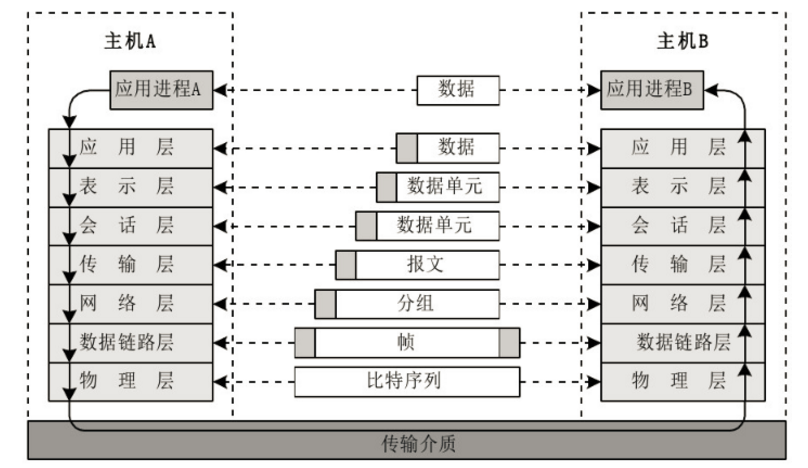 主机A 主机B
应用进程A 数据 应用进程B
应用层 数据 应用层
表示层 数据单元 表示层
会话层 数据单元 会话层
传输层 报文 传输层
网络层 分组 网络层
数据链路层 帧 数据链路层
物理层 比特序列 物理层
传输介质